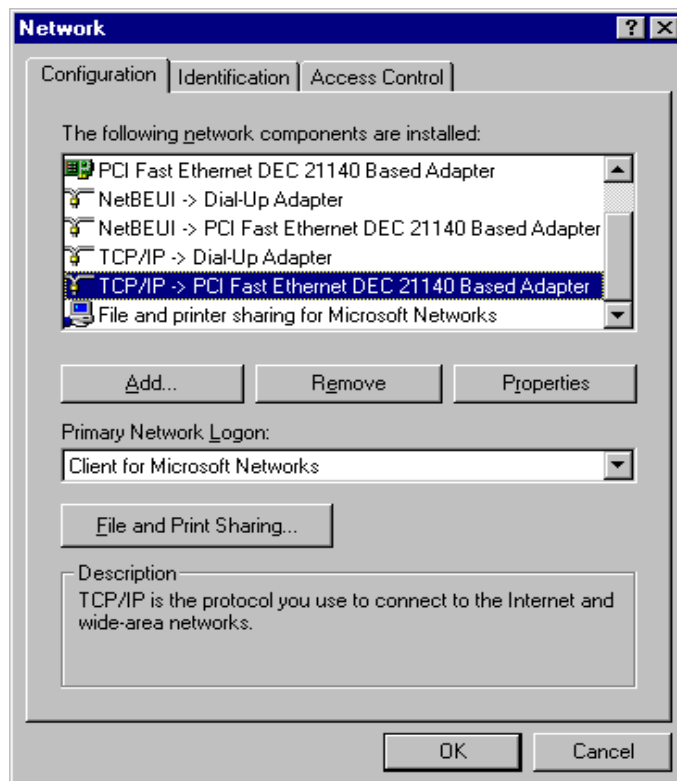 Network
Configuration Identification Access Control
The following network components are installed:
PCI Fast Ethernet DEC 21140 Based Adapter
NetBEUI -> Dial-Up Adapter
NetBEUI -> PCI Fast Ethernet DEC 21140 Based Adapter
TCP/IP -> Dial-Up Adapter
TCP/IP -> PCI Fast Ethernet DEC 21140 Based Adapter
File and printer sharing for Microsoft Networks
Add... Remove Properties
Primary Network Logon:
Client for Microsoft Networks
File and Print Sharing...
Description
TCP/IP is the protocol you use to connect to the Internet and
wide-area networks.
OK Cancel